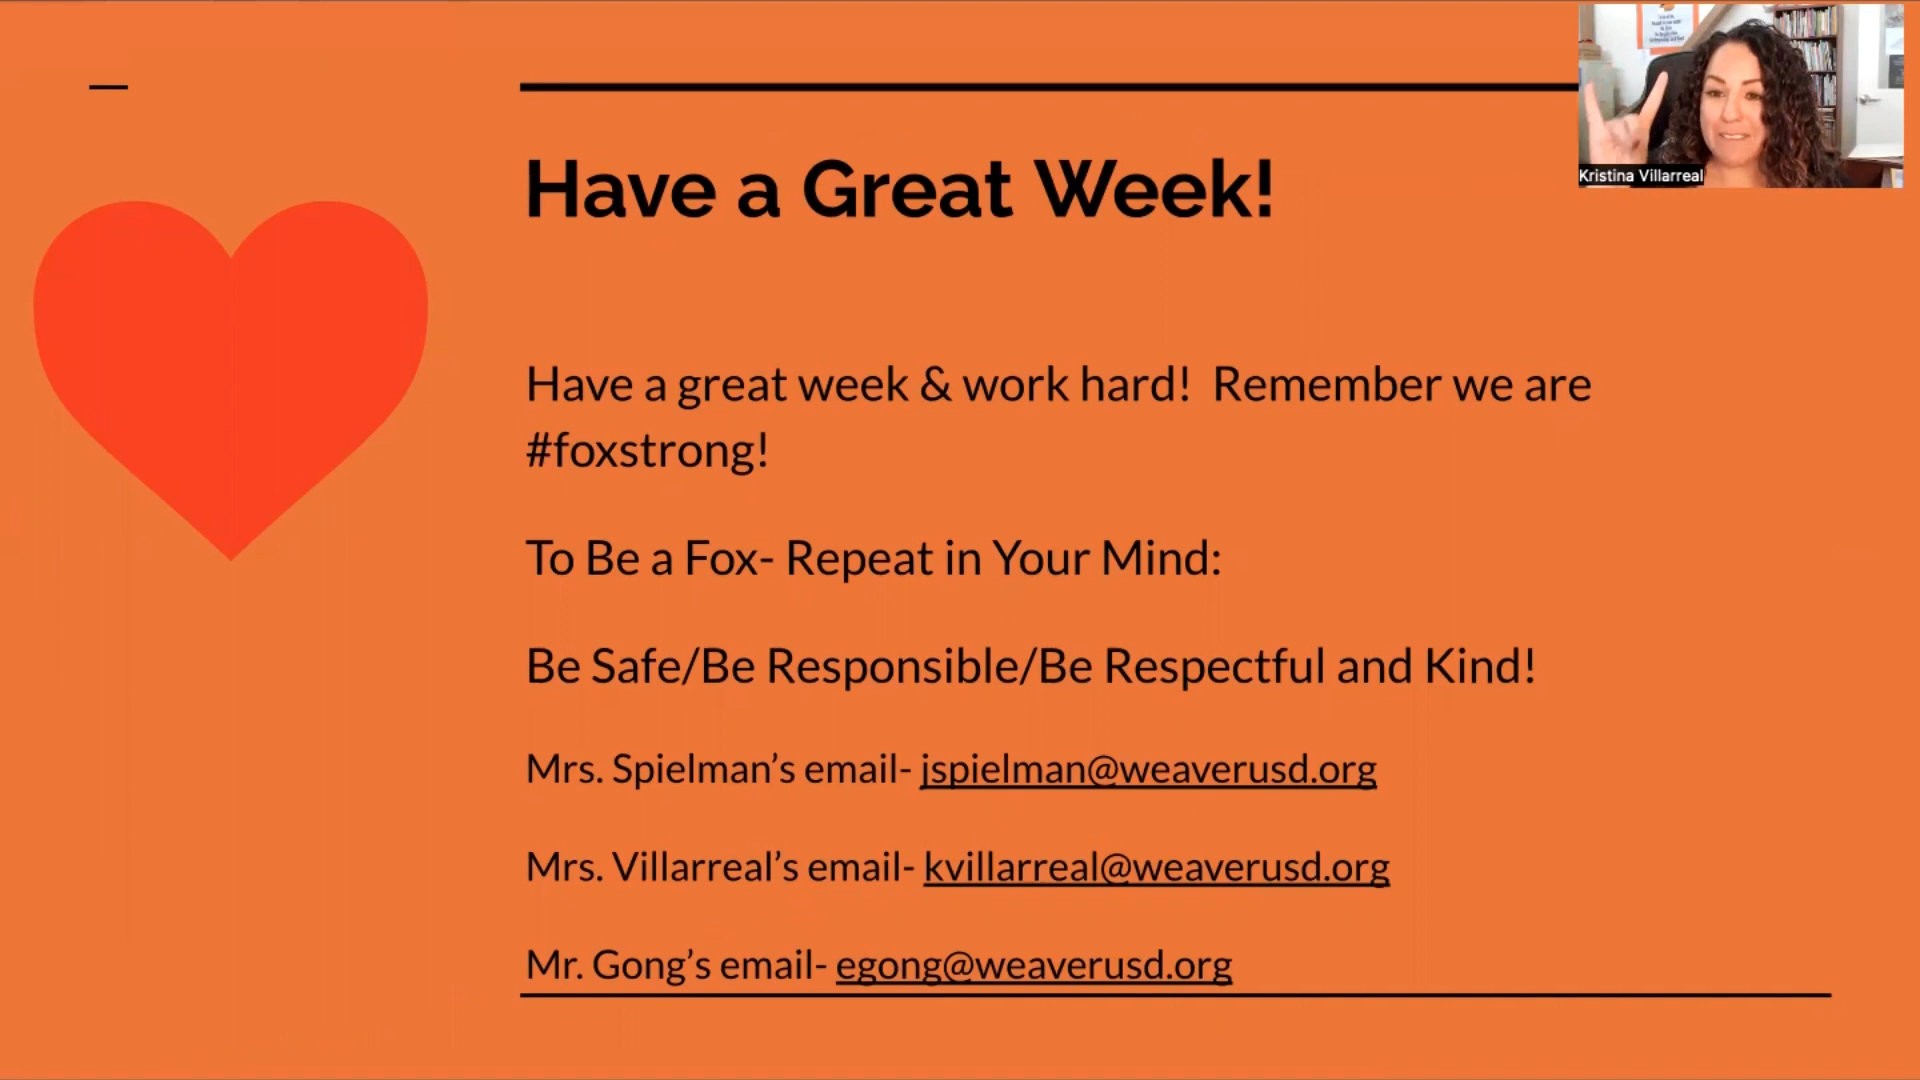 Have a Great Week!
Kristina Villarreal
Have a great week & work hard!  Remember we are
#foxstrong!
To Be a Fox- Repeat in Your Mind:
Be Safe/Be Responsible/Be Respectful and Kind!
Mrs. Spielman’s email- jspielman@weaverusd.org
Mrs. Villarreal’s email- kvillarreal@weaverusd.org
Mr. Gong’s email- egong@weaverusd.org